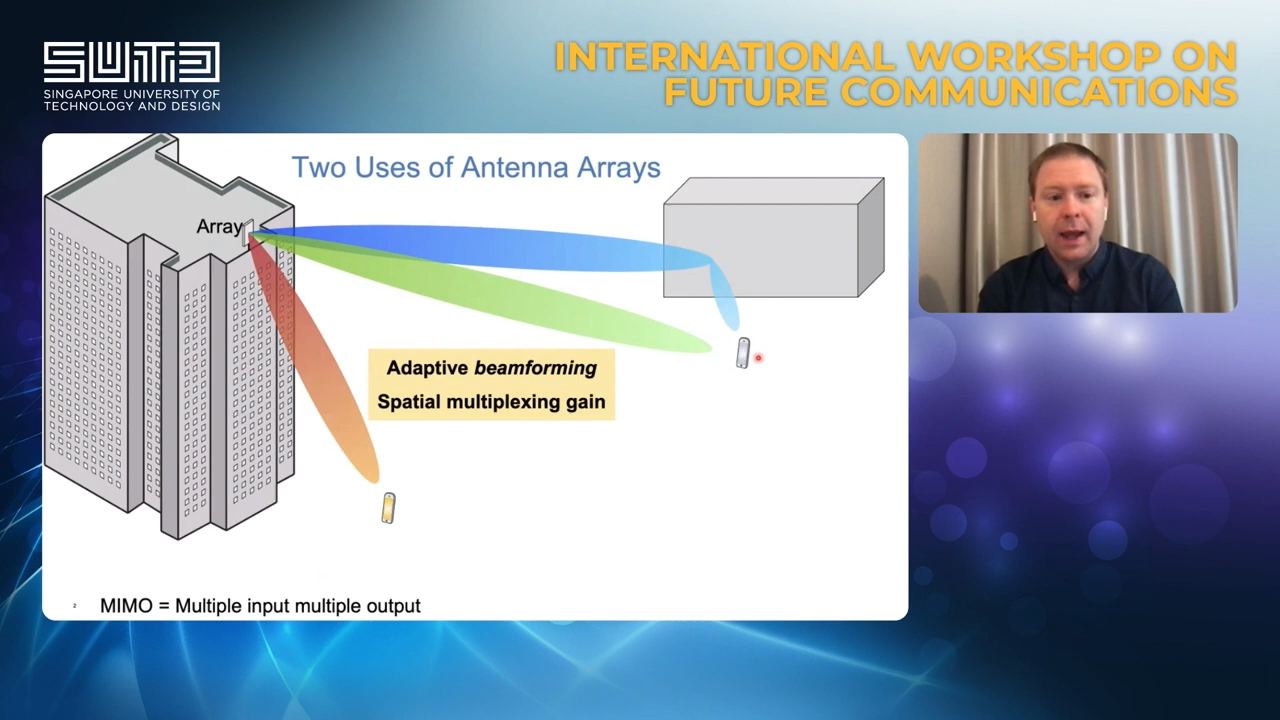 SUTD
SINGAPORE UNIVERSITY OF
TECHNOLOGY AND DESIGN
INTERNATIONAL WORKSHOP ON
FUTURE COMMUNICATIONS
Two Uses of Antenna Arrays
Array
Adaptive beamforming
Spatial multiplexing gain
2
MIMO = Multiple input multiple output